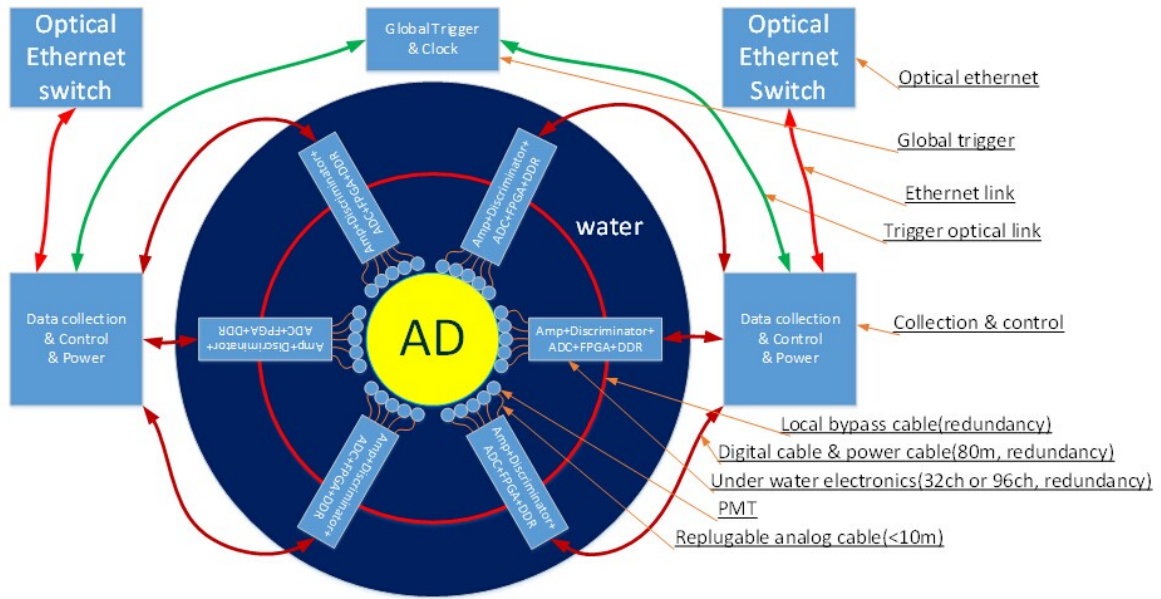 Optical
Ethernet
switch
Global Trigger
& Clock
Optical
Ethernet
Switch
Optical ethernet
Global trigger
Ethernet link
Trigger optical link
Collection & control
Local bypass cable(redundancy)
Digital cable & power cable(80m, redundancy)
Under water electronics(32ch or 96ch, redundancy)
PMT
Replugable analog cable(<10m)
water
AD
Data collection
& Control
& Power
Data collection
& Control
& Power
Amp+Discriminator+
ADC+FPGA+DDR
Amp+Discriminator+
ADC+FPGA+DDR
Amp+Discriminator+
ADC+FPGA+DDR
Amp+Discriminator+
ADC+FPGA+DDR
Amp+Discriminator+
ADC+FPGA+DDR
Amp+Discriminator+
ADC+FPGA+DDR